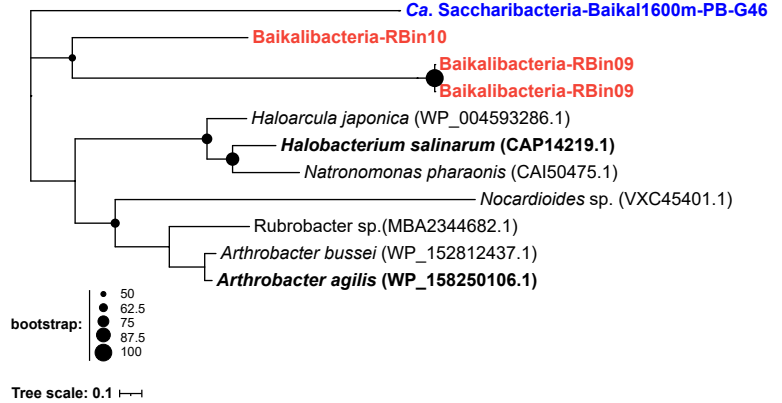 Ca. Saccharibacteria-Baikal1600m-PB-G46
Baikalibacteria-RBin10
Baikalibacteria-RBin09
Baikalibacteria-RBin09
Haloarcula japonica (WP_004593286.1)
Halobacterium salinarum (CAP14219.1)
Natronomonas pharaonis (CAI50475.1)
Nocardioides sp. (VXC45401.1)
Rubrobacter sp.(MBA2344682.1)
Arthrobacter bussei (WP_152812437.1)
Arthrobacter agilis (WP_158250106.1)
bootstrap:
50
62.5
75
87.5
100
Tree scale: 0.1